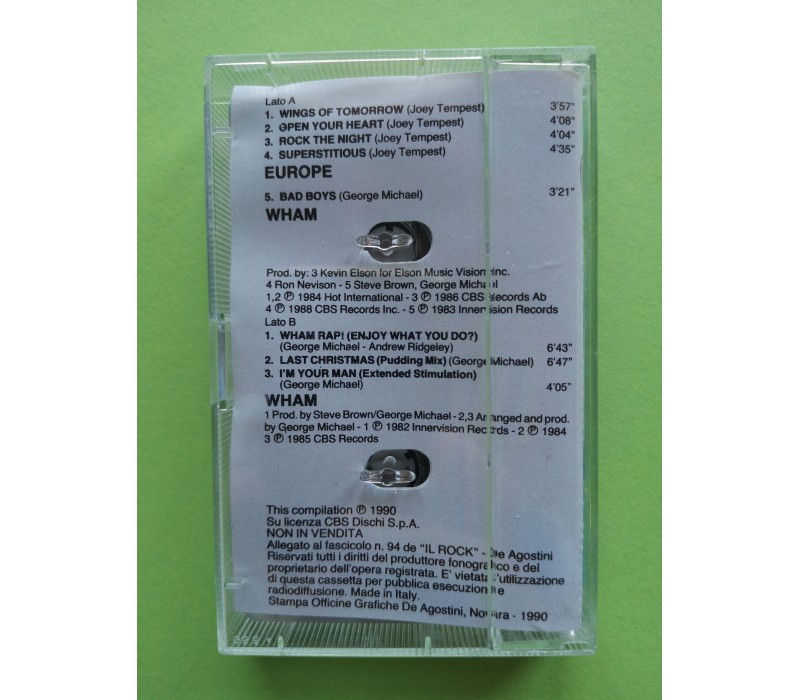 Lato A
1. WINGS OF TOMORROW (Joey Tempest) 3'57"
2. OPEN YOUR HEART (Joey Tempest) 4'08"
3. ROCK THE NIGHT (Joey Tempest) 4'04"
4. SUPERSTITIOUS (Joey Tempest) 4'35"
EUROPE
5. BAD BOYS (George Michael) 3'21"
WHAM
Prod. by: 3 Kevin Elson for Elson Music Vision Inc.
4 Ron Nevison - 5 Steve Brown, George Michael
1,2 ℗ 1984 Hot International - 3 ℗ 1986 CBS Records Ab
4 ℗ 1988 CBS Records Inc. - 5 ℗ 1983 Innervision Records
Lato B
1. WHAM RAP! (ENJOY WHAT YOU DO?)
(George Michael - Andrew Ridgeley) 6'43"
2. LAST CHRISTMAS (Pudding Mix) (George Michael) 6'47"
3. I'M YOUR MAN (Extended Stimulation)
(George Michael) 4'05"
WHAM
1 Prod. by Steve Brown/George Michael - 2,3 Arranged and prod.
by George Michael - 1 ℗ 1982 Innervision Records - 2 ℗ 1984
3 ℗ 1985 CBS Records
This compilation ℗ 1990
Su licenza CBS Dischi S.p.A.
NON IN VENDITA
Allegato al fascicolo n. 94 de "IL ROCK" - De Agostini
Riservati tutti i diritti del produttore fonografico e del
proprietario dell'opera registrata. E' vietata l'utilizzazione
di questa cassetta per pubblica esecuzione e
radiodiffusione. Made in Italy.
Stampa Officine Grafiche De Agostini, Novara - 1990